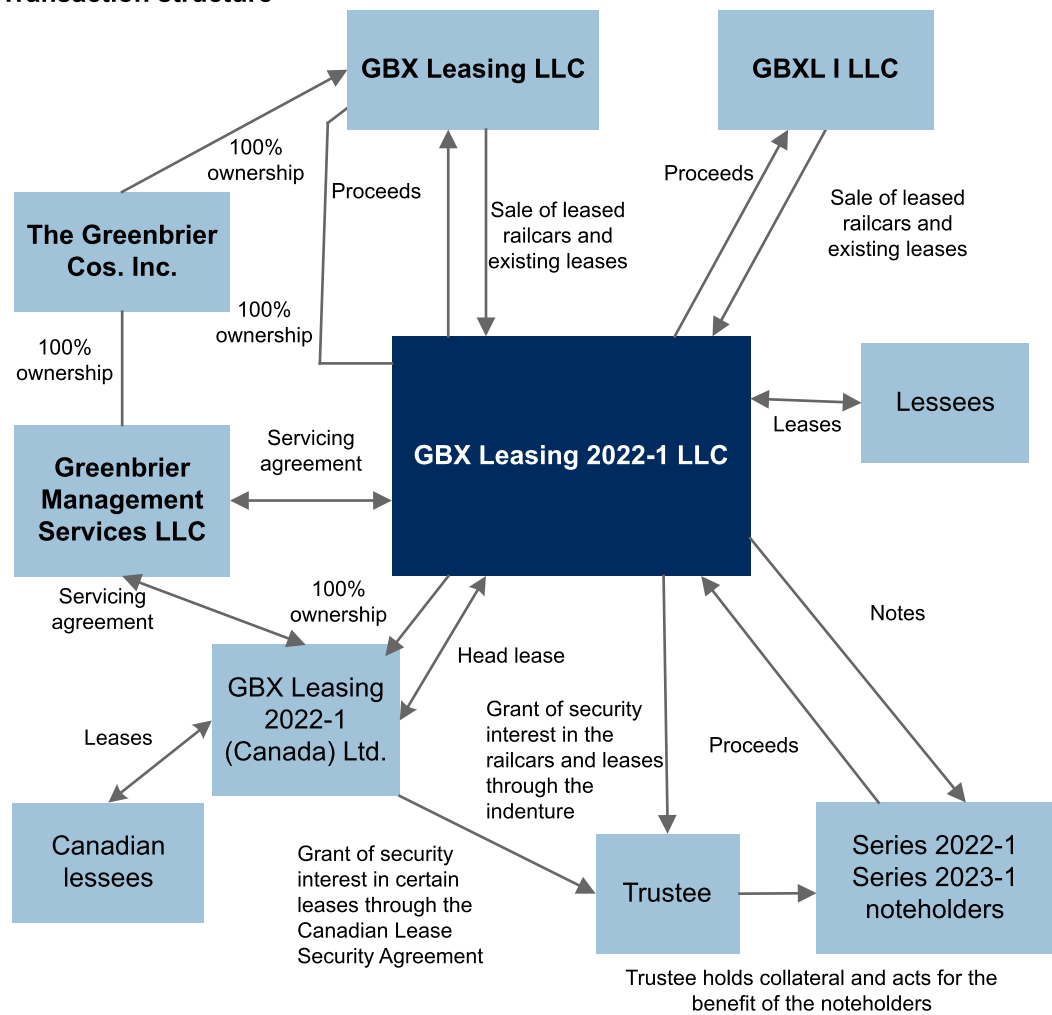 Transaction structure
GBX Leasing LLC
GBXL I LLC
100%
ownership
Proceeds
Proceeds
Sale of leased
railcars and
existing leases
Sale of leased
railcars and
existing leases
The Greenbrier
Cos. Inc.
100%
ownership
100%
ownership
Lessees
Leases
Servicing
agreement
GBX Leasing 2022-1 LLC
Greenbrier
Management
Services LLC
Servicing
agreement
100%
ownership
Notes
Head lease
GBX Leasing
2022-1
(Canada) Ltd.
Grant of security
interest in the
railcars and leases
through the
indenture
Proceeds
Leases
Canadian
lessees
Grant of security
interest in certain
leases through the
Canadian Lease
Security Agreement
Trustee
Series 2022-1
Series 2023-1
noteholders
Trustee holds collateral and acts for the
benefit of the noteholders